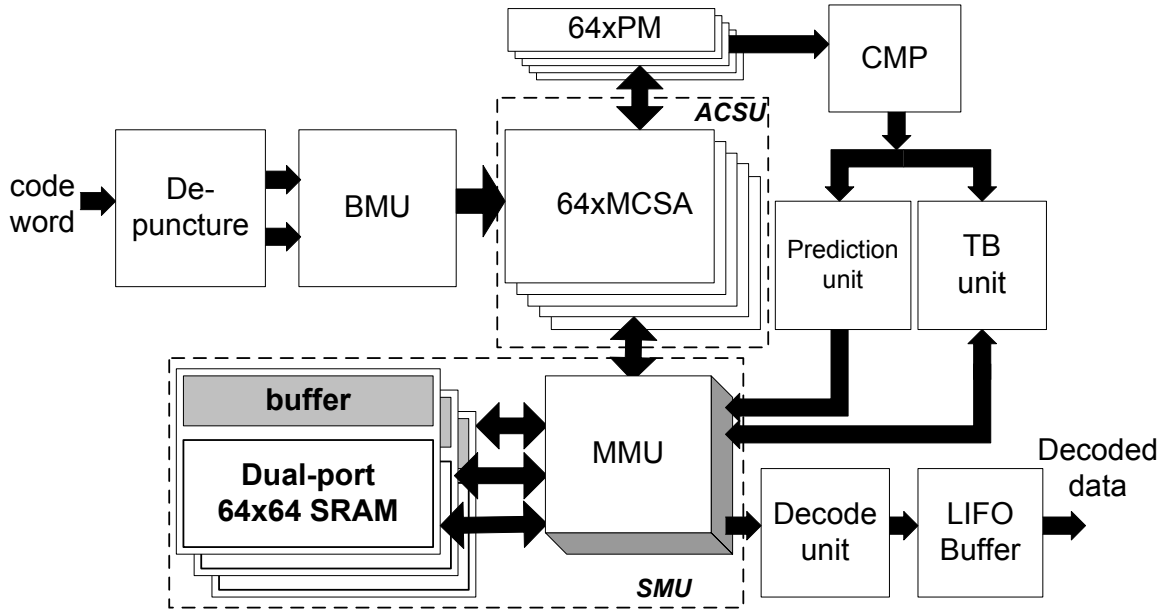 64xPM
CMP
ACSU
code
word
De-
puncture
BMU
64xMCSA
Prediction
unit
TB
unit
buffer
Dual-port
64x64 SRAM
MMU
SMU
Decode
unit
LIFO
Buffer
Decoded
data